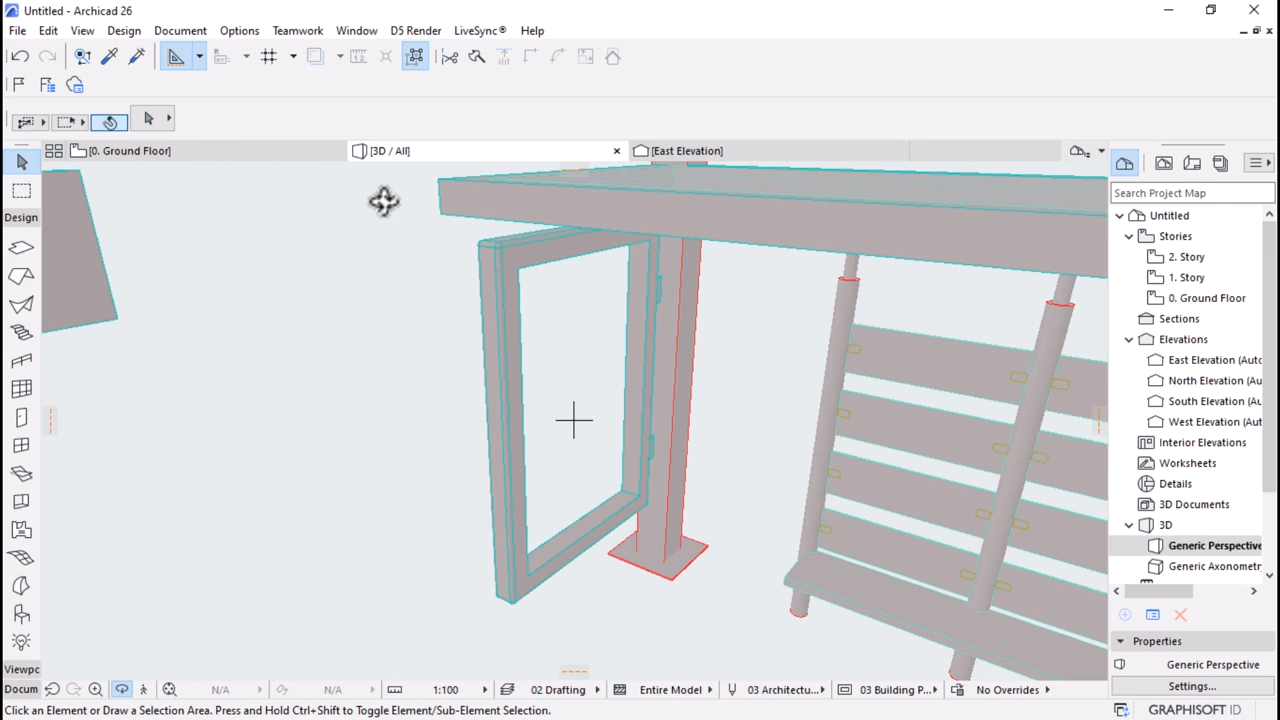 Untitled - Archicad 26
File Edit View Design Document Options Teamwork Window D5 Render LiveSync® Help
[0. Ground Floor] [3D / All] [East Elevation]
Search Project Map
Design
Untitled
Stories
2. Story
1. Story
0. Ground Floor
Sections
Elevations
East Elevation (Auto
North Elevation (Au
South Elevation (Au
West Elevation (Aut
Interior Elevations
Worksheets
Details
3D Documents
3D
Generic Perspective
Generic Axonometr
Properties
Generic Perspective
Settings...
Viewpc
Docum N/A N/A 1:100 02 Drafting Entire Model 03 Architectu... 03 Building P... No Overrides
Click an Element or Draw a Selection Area. Press and Hold Ctrl+Shift to Toggle Element/Sub-Element Selection.
GRAPHISOFT ID